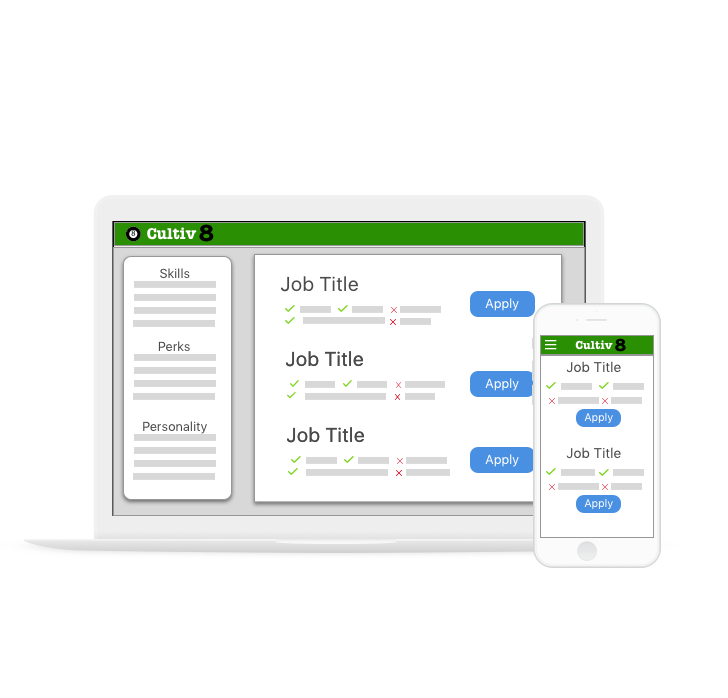 8 Cultiv8
Skills
Perks
Personality
Job Title
Apply
Job Title
Apply
Job Title
Apply
Cultiv8
Job Title
Apply
Job Title
Apply